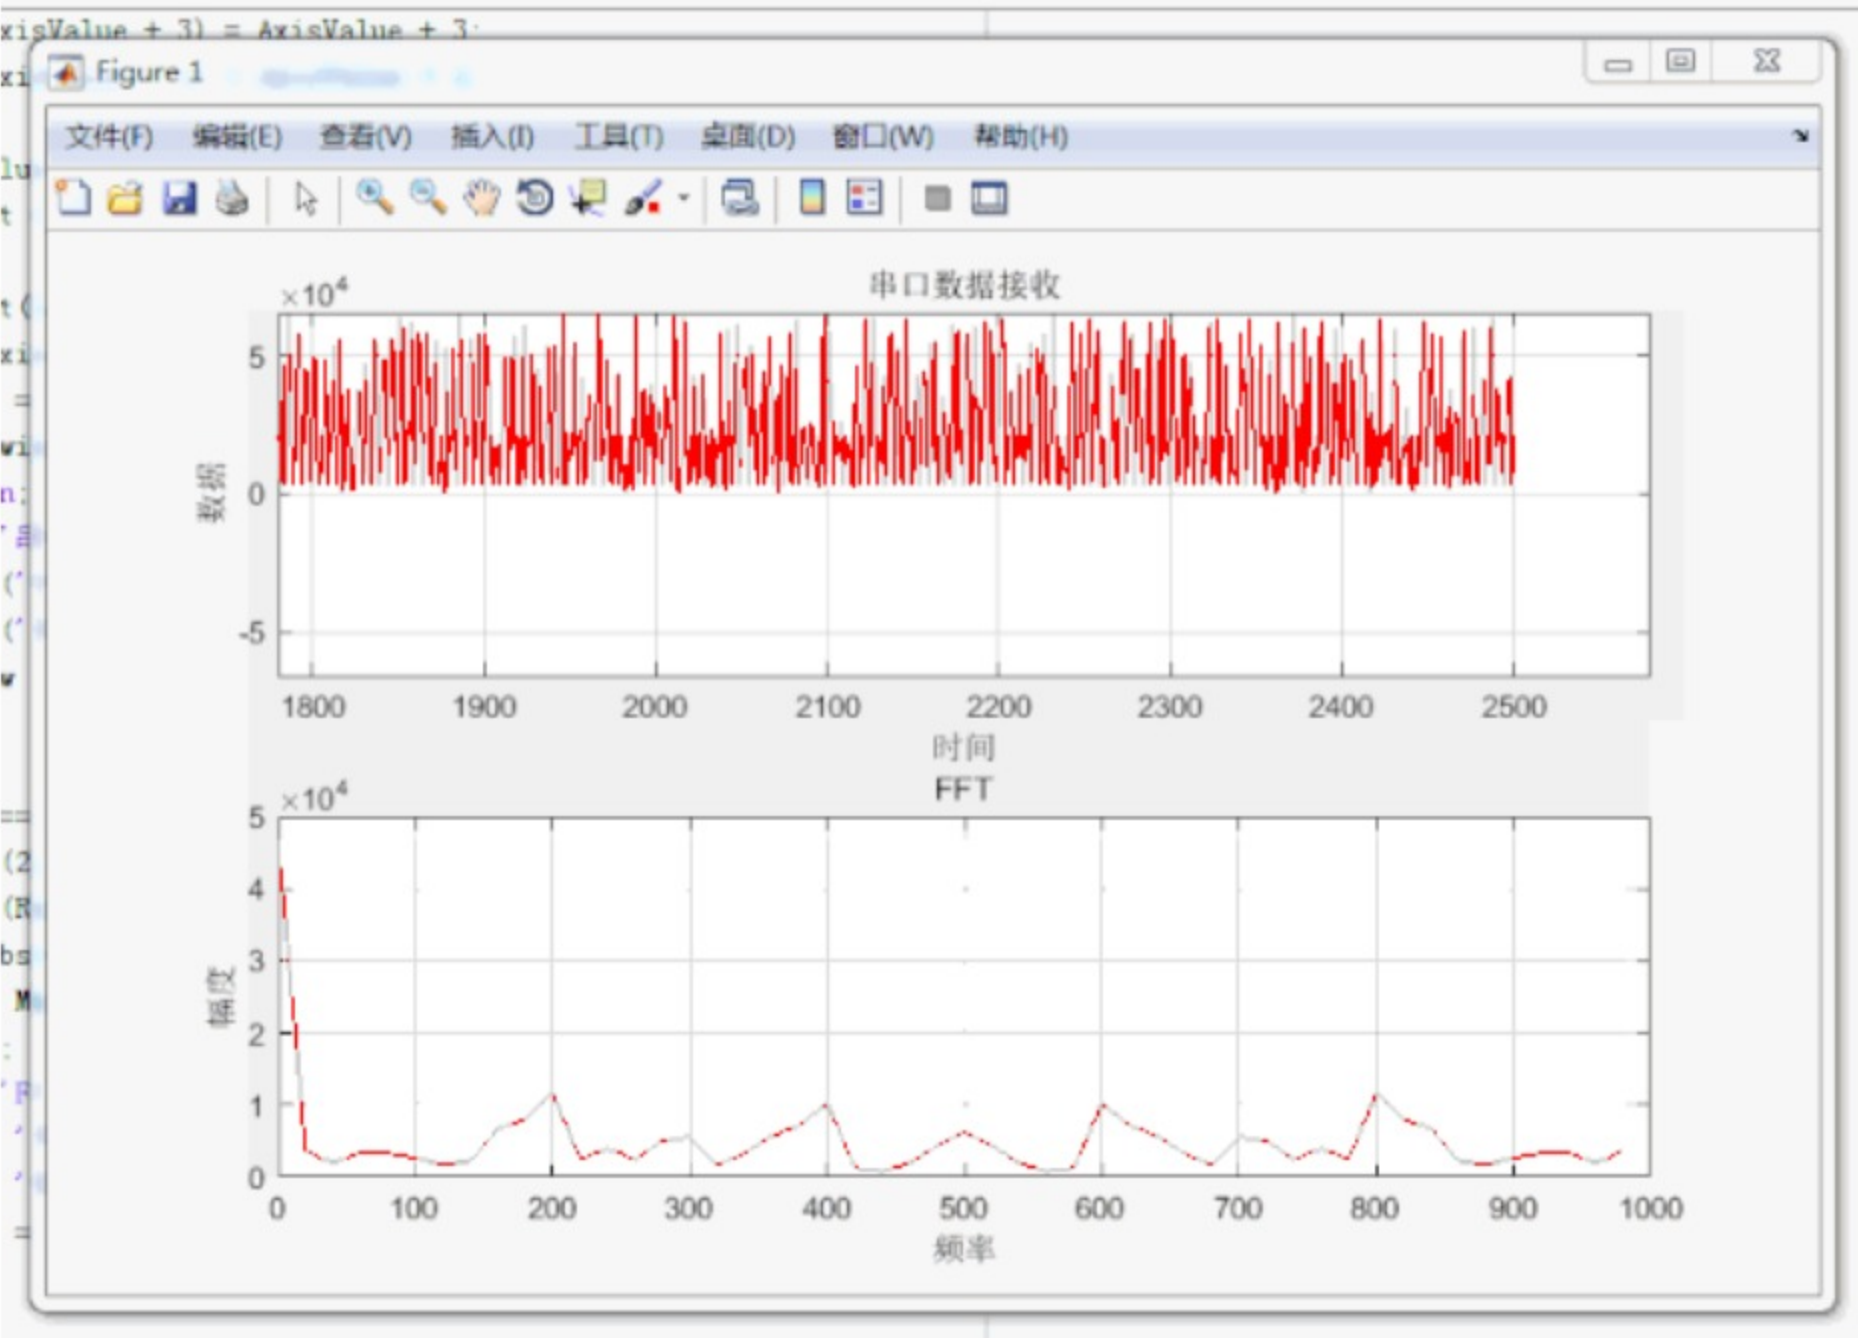 xisValue + 3) = AxisValue + 3;
Figure 1
文件(F) 编辑(E) 查看(V) 插入(I) 工具(T) 桌面(D) 窗口(W) 帮助(H)
串口数据接收
×10⁴
5
0
-5
数据
1800 1900 2000 2100 2200 2300 2400 2500
时间
FFT
×10⁴
5
4
3
2
1
0
幅度
0 100 200 300 400 500 600 700 800 900 1000
频率